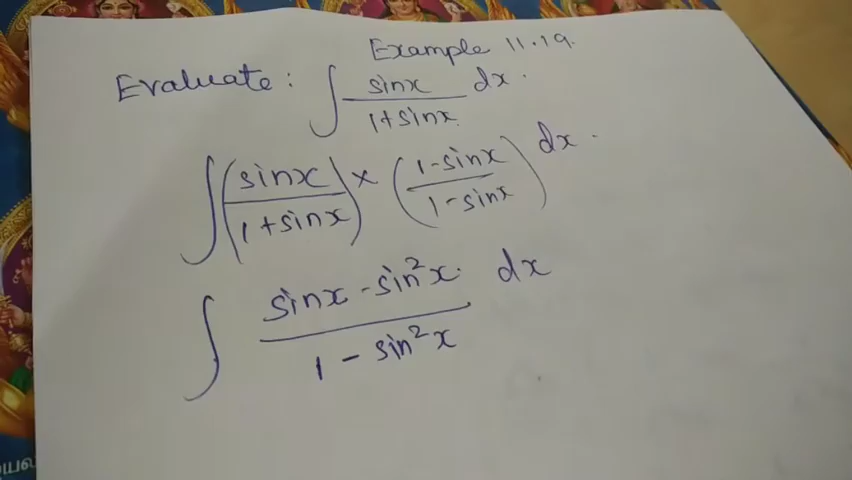 Example 11.19.
Evaluate: ∫ sinx / 1+sinx dx.
∫ (sinx / 1+sinx) × (1-sinx / 1-sinx) dx.
∫ sinx - sin²x / 1 - sin²x dx